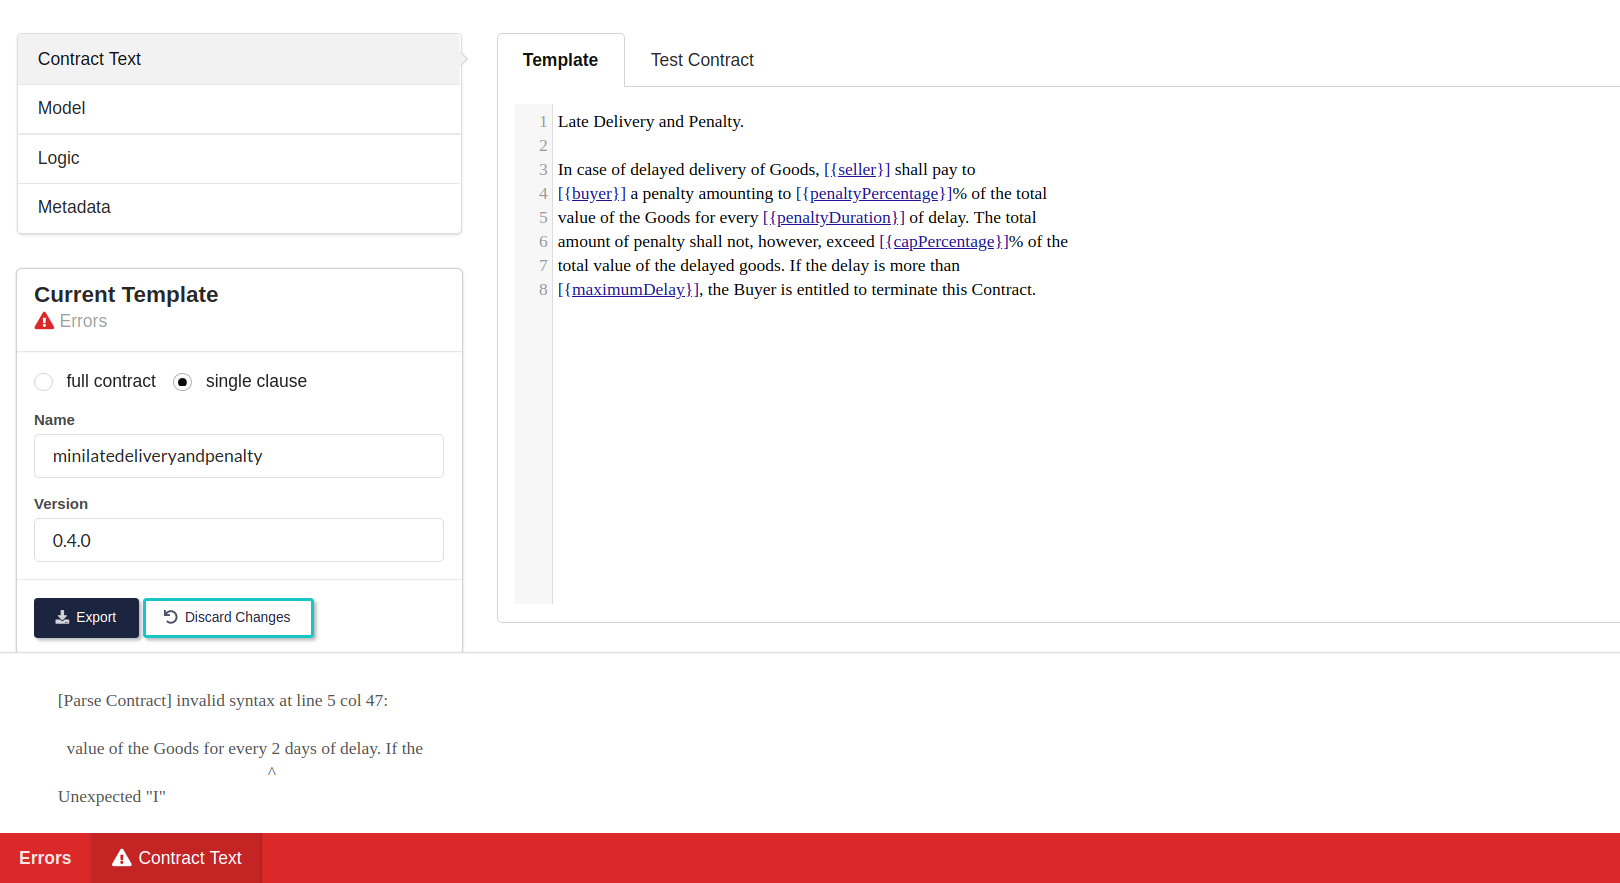 Contract Text
Model
Logic
Metadata
Current Template
Errors
full contract single clause
Name
minilatedeliveryandpenalty
Version
0.4.0
Export Discard Changes
Template Test Contract
1 Late Delivery and Penalty.
2
3 In case of delayed delivery of Goods, [{seller}] shall pay to
4 [{buyer}] a penalty amounting to [{penaltyPercentage}]% of the total
5 value of the Goods for every [{penaltyDuration}] of delay. The total
6 amount of penalty shall not, however, exceed [{capPercentage}]% of the
7 total value of the delayed goods. If the delay is more than
8 [{maximumDelay}], the Buyer is entitled to terminate this Contract.
[Parse Contract] invalid syntax at line 5 col 47:
value of the Goods for every 2 days of delay. If the
^
Unexpected "I"
Errors Contract Text